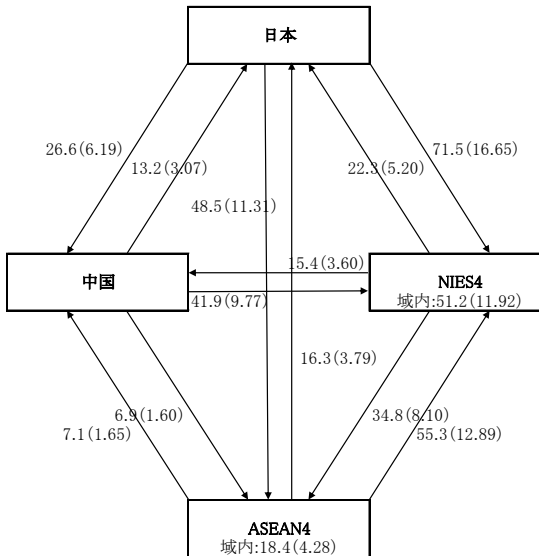 日本
26.6(6.19)
13.2(3.07)
22.3(5.20)
71.5(16.65)
48.5(11.31)
中国
15.4(3.60)
41.9(9.77)
NIES4
域内:51.2(11.92)
16.3(3.79)
6.9(1.60)
7.1(1.65)
34.8(8.10)
55.3(12.89)
ASEAN4
域内:18.4(4.28)